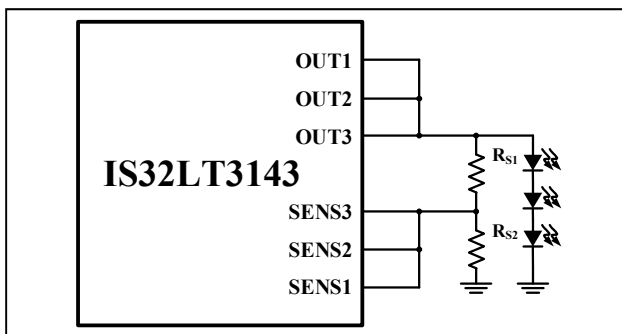 OUT1
OUT2
OUT3
RS1
IS32LT3143
SENS3
RS2
SENS2
SENS1